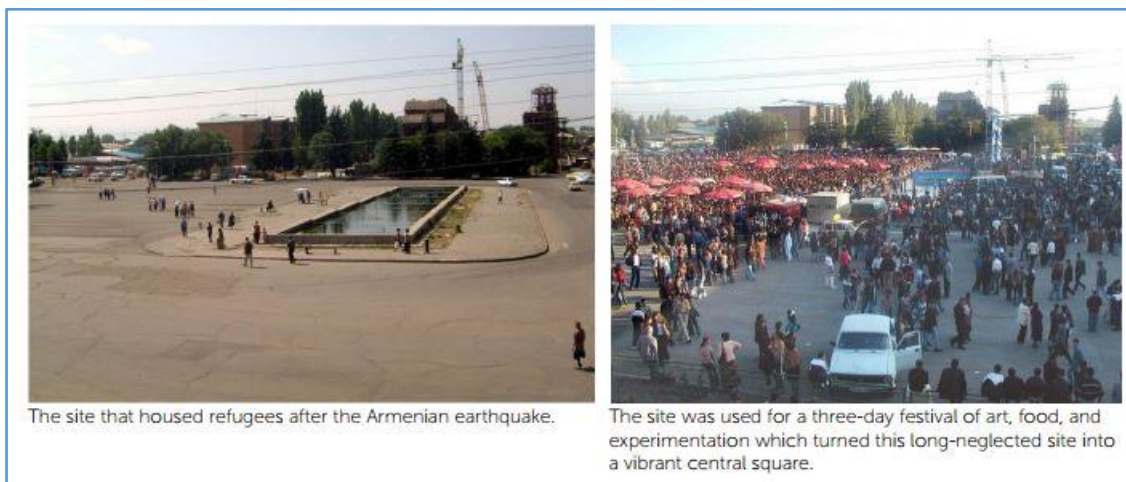 The site that housed refugees after the Armenian earthquake.
The site was used for a three-day festival of art, food, and
experimentation which turned this long-neglected site into
a vibrant central square.